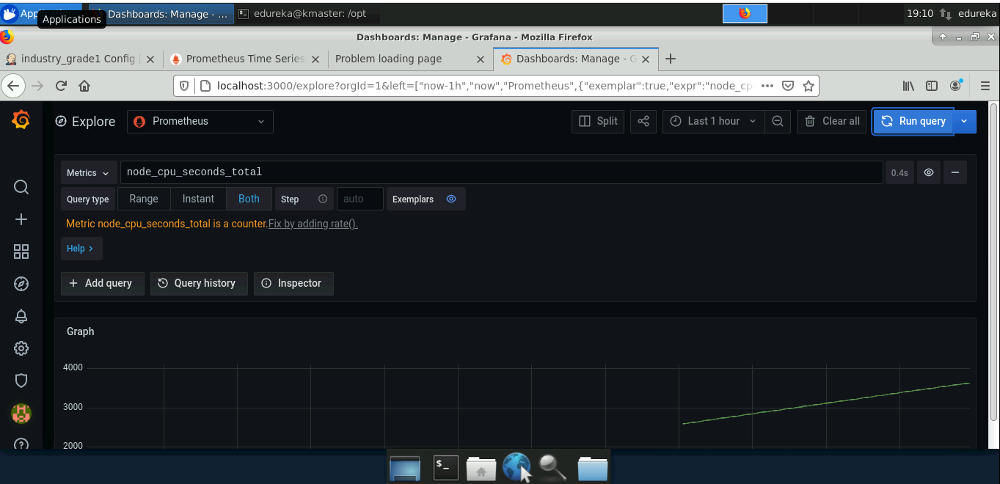 Applications
Dashboards: Manage - ...
edureka@kmaster: /opt
19:10
edureka
Applications
Dashboards: Manage - Grafana - Mozilla Firefox
industry_grade1 Config
Prometheus Time Series
Problem loading page
Dashboards: Manage - G
localhost:3000/explore?orgId=1&left=["now-1h","now","Prometheus",{"exemplar":true,"expr":"node_cp
Explore
Prometheus
Split
Last 1 hour
Clear all
Run query
Metrics
node_cpu_seconds_total
0.4s
Query type
Range
Instant
Both
Step
auto
Exemplars
Metric node_cpu_seconds_total is a counter.Fix by adding rate().
Help >
+ Add query
Query history
Inspector
Graph
4000
3000
2000
$_